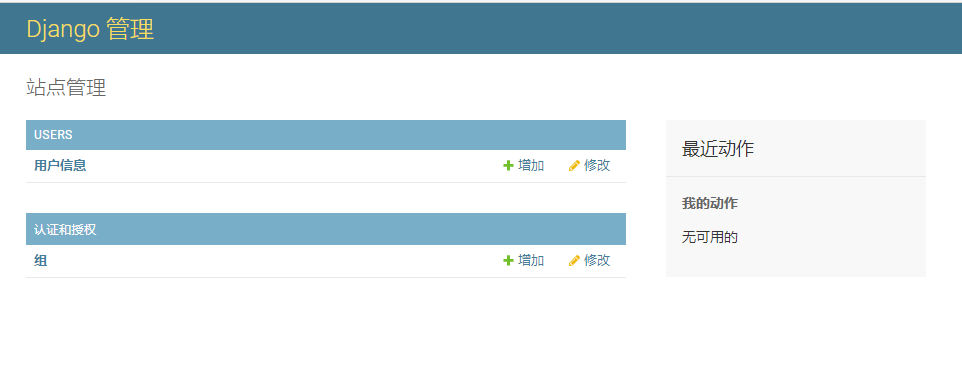 Django 管理
站点管理
USERS
用户信息 增加 修改
认证和授权
组 增加 修改
最近动作
我的动作
无可用的